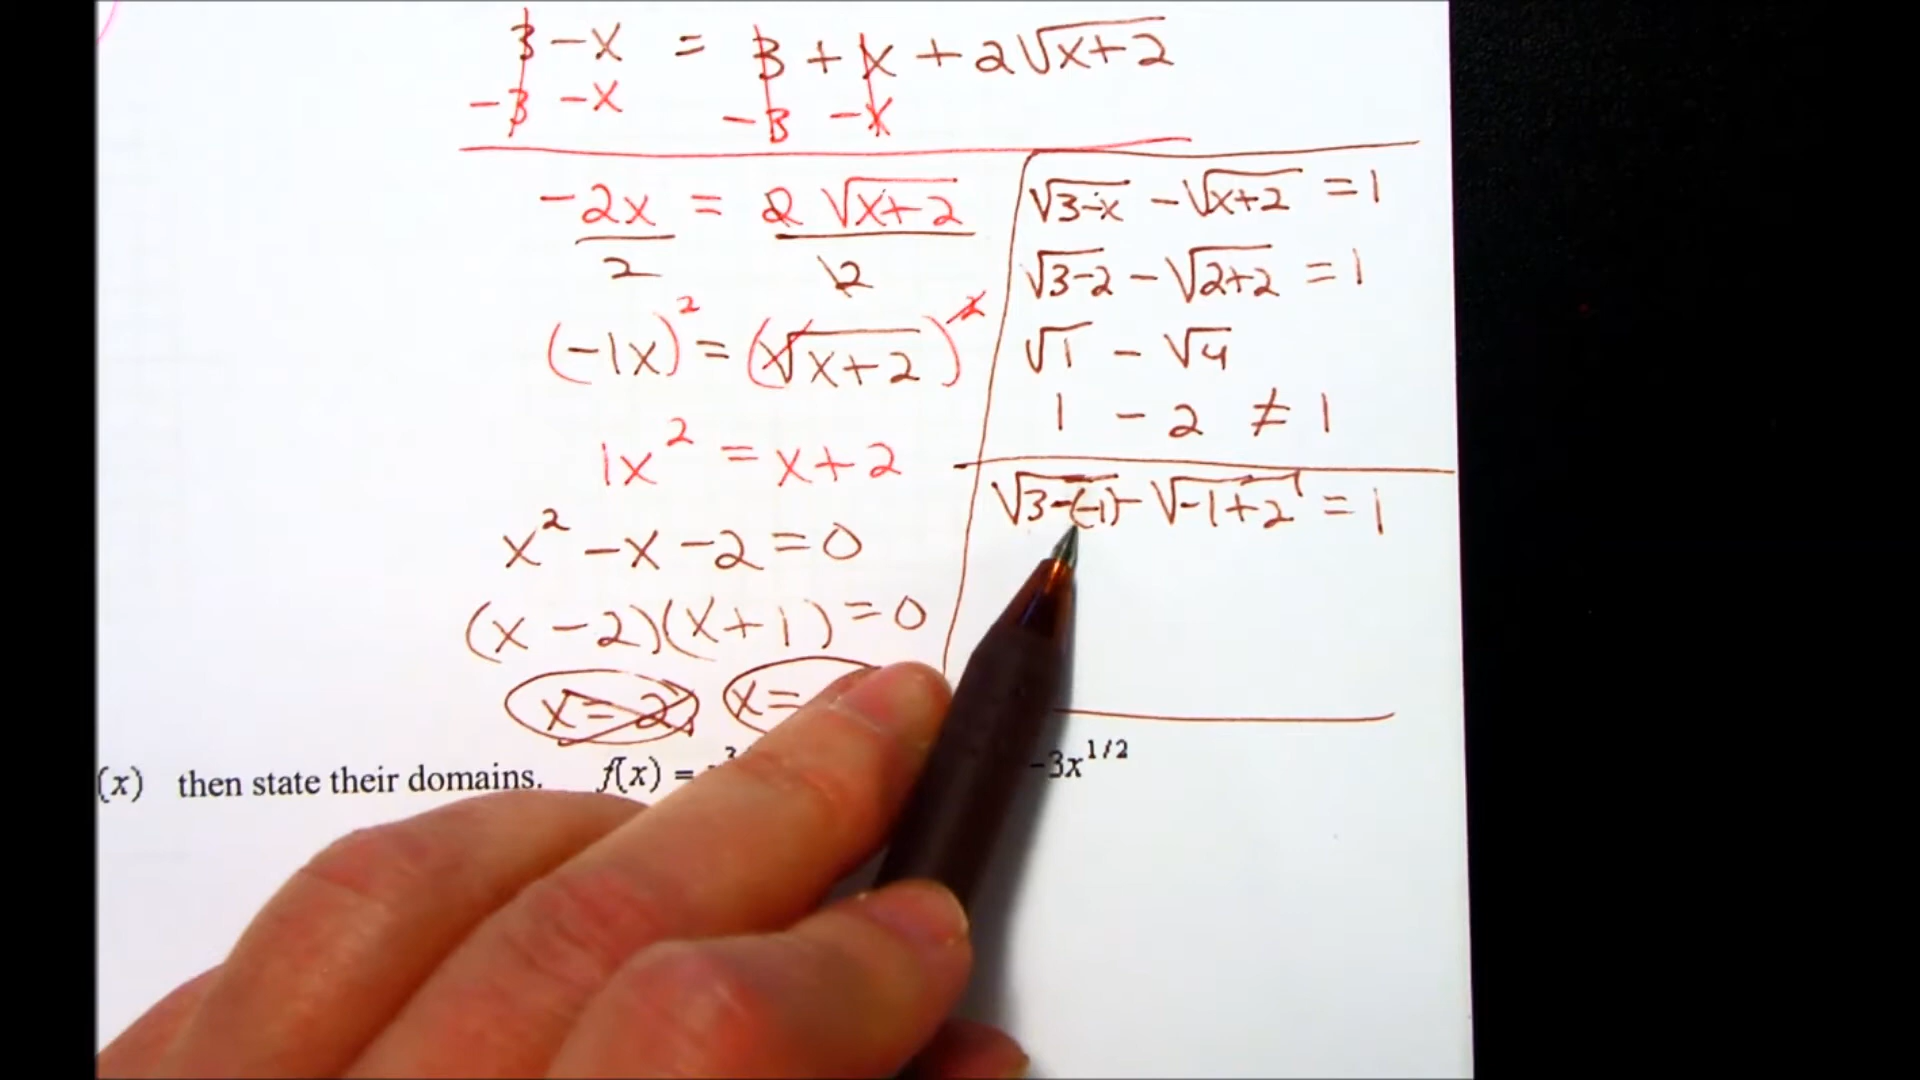 3 - x = 3 + x + 2√x+2
-3 -x -3 -x
-2x = 2 √x+2
2 2
(-1x)² = (√x+2)²
1x² = x+2
x² - x - 2 = 0
(x - 2)(x + 1) = 0
x = 2, x =
√3-x - √x+2 = 1
√3-2 - √2+2 = 1
√1 - √4
1 - 2 ≠ 1
√3-(-1) - √-1+2 = 1
(x) then state their domains. f(x) = -3x^1/2